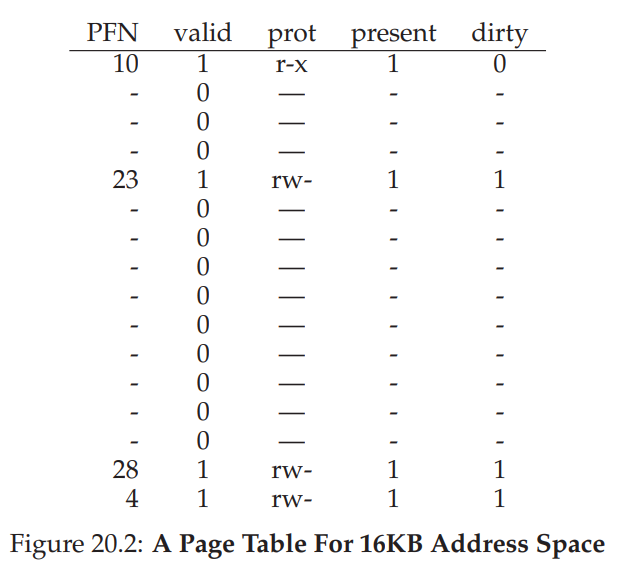 PFN valid prot present dirty
10 1 r-x 1 0
- 0 — - -
- 0 — - -
- 0 — - -
23 1 rw- 1 1
- 0 — - -
- 0 — - -
- 0 — - -
- 0 — - -
- 0 — - -
- 0 — - -
- 0 — - -
- 0 — - -
- 0 — - -
28 1 rw- 1 1
4 1 rw- 1 1
Figure 20.2: A Page Table For 16KB Address Space